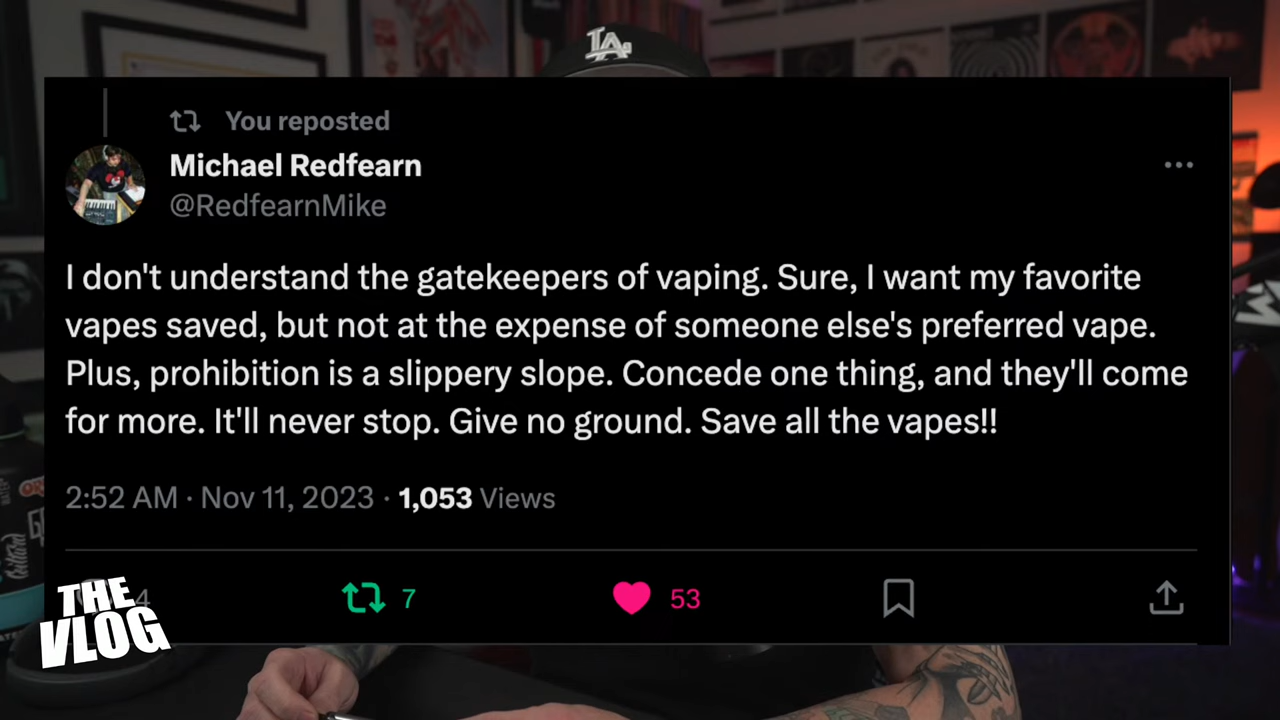 LA
You reposted
Michael Redfearn
@RedfearnMike
I don't understand the gatekeepers of vaping. Sure, I want my favorite
vapes saved, but not at the expense of someone else's preferred vape.
Plus, prohibition is a slippery slope. Concede one thing, and they'll come
for more. It'll never stop. Give no ground. Save all the vapes!!
2:52 AM · Nov 11, 2023 · 1,053 Views
4
7
53
THE
VLOG